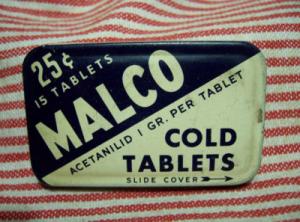 25¢
15 TABLETS
MALCO
ACETANILID 1 GR. PER TABLET
COLD
TABLETS
SLIDE COVER